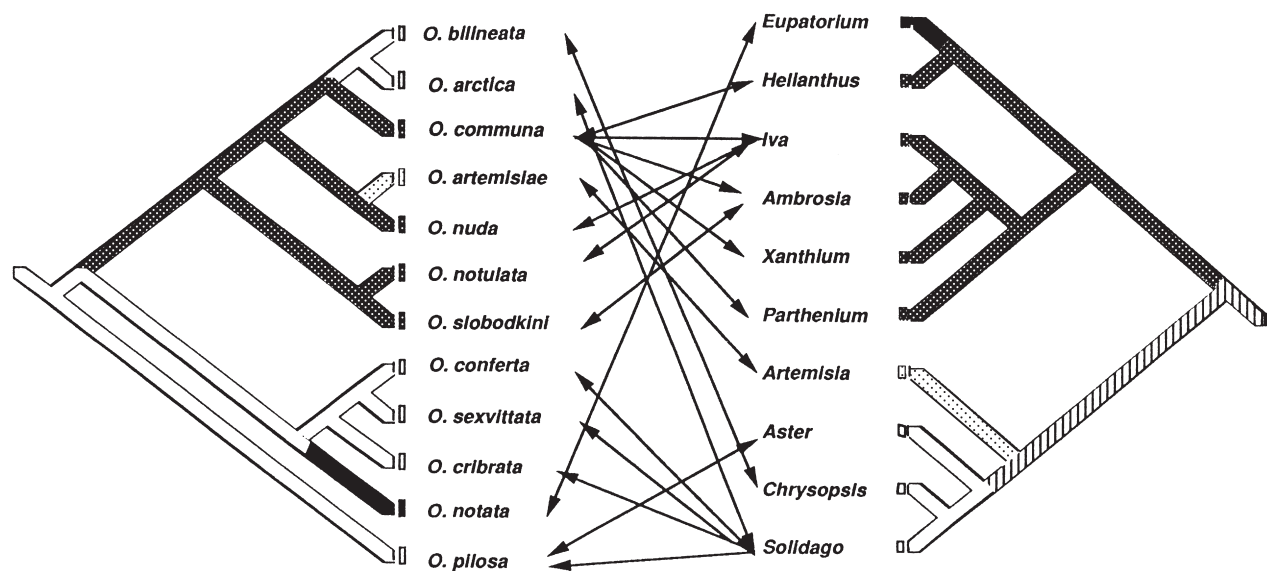 O. bilineata
O. arctica
O. communa
O. artemisiae
O. nuda
O. notulata
O. slobodkini
O. conferta
O. sexvittata
O. cribrata
O. notata
O. pilosa
Eupatorium
Helianthus
Iva
Ambrosia
Xanthium
Parthenium
Artemisia
Aster
Chrysopsis
Solidago